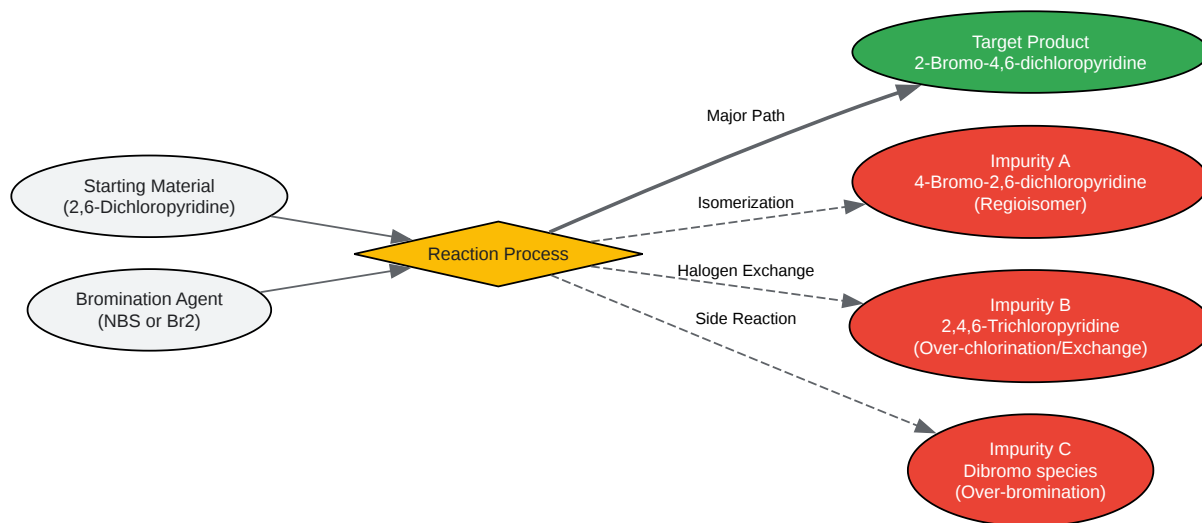 Target Product
2-Bromo-4,6-dichloropyridine
Major Path
Impurity A
4-Bromo-2,6-dichloropyridine
(Regioisomer)
Starting Material
(2,6-Dichloropyridine)
Isomerization
Reaction Process
Halogen Exchange
Bromination Agent
(NBS or Br2)
Impurity B
2,4,6-Trichloropyridine
(Over-chlorination/Exchange)
Side Reaction
Impurity C
Dibromo species
(Over-bromination)